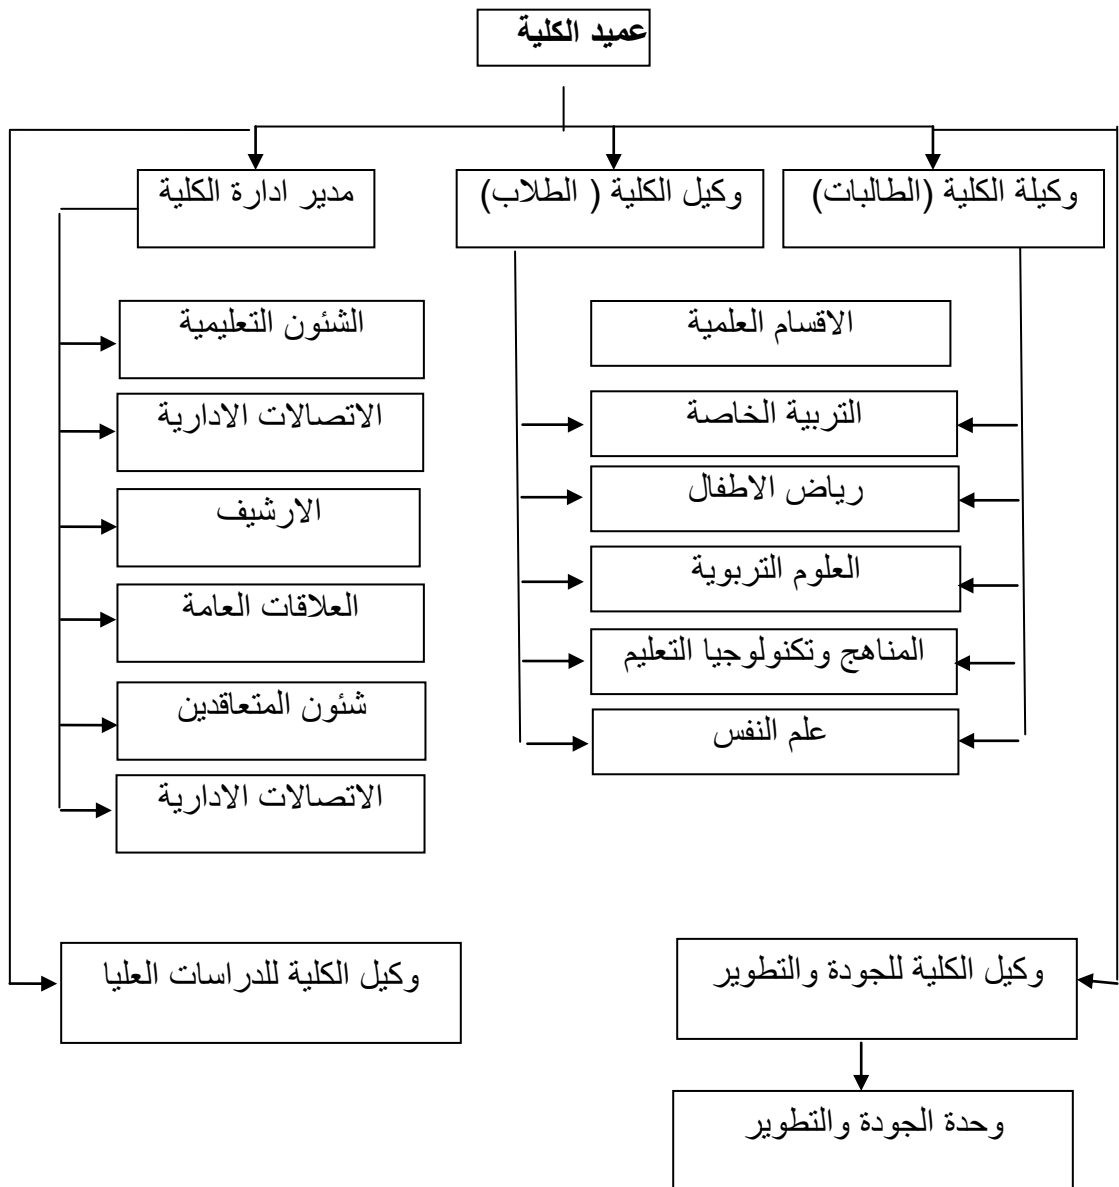 عميد الكلية
وكيلة الكلية (الطالبات)
وكيل الكلية ( الطلاب)
مدير ادارة الكلية
الاقسام العلمية
التربية الخاصة
رياض الاطفال
العلوم التربوية
المناهج وتكنولوجيا التعليم
علم النفس
الشئون التعليمية
الاتصالات الادارية
الارشيف
العلاقات العامة
شئون المتعاقدين
الاتصالات الادارية
وكيل الكلية للجودة والتطوير
وكيل الكلية للدراسات العليا
وحدة الجودة والتطوير